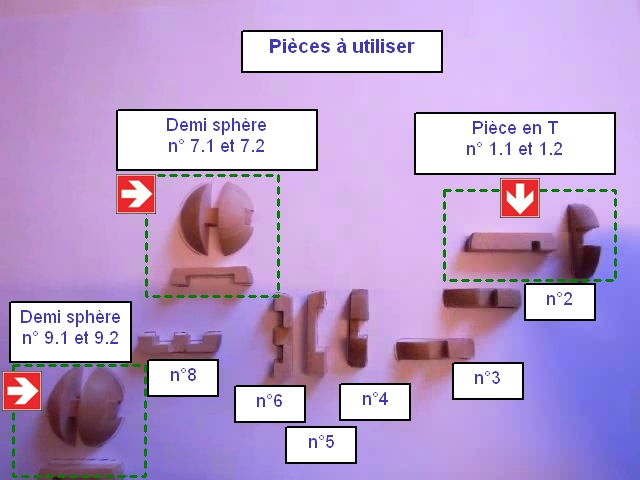 Pièces à utiliser
Demi sphère
n° 7.1 et 7.2
Pièce en T
n° 1.1 et 1.2
n°2
Demi sphère
n° 9.1 et 9.2
n°8
n°3
n°6
n°4
n°5